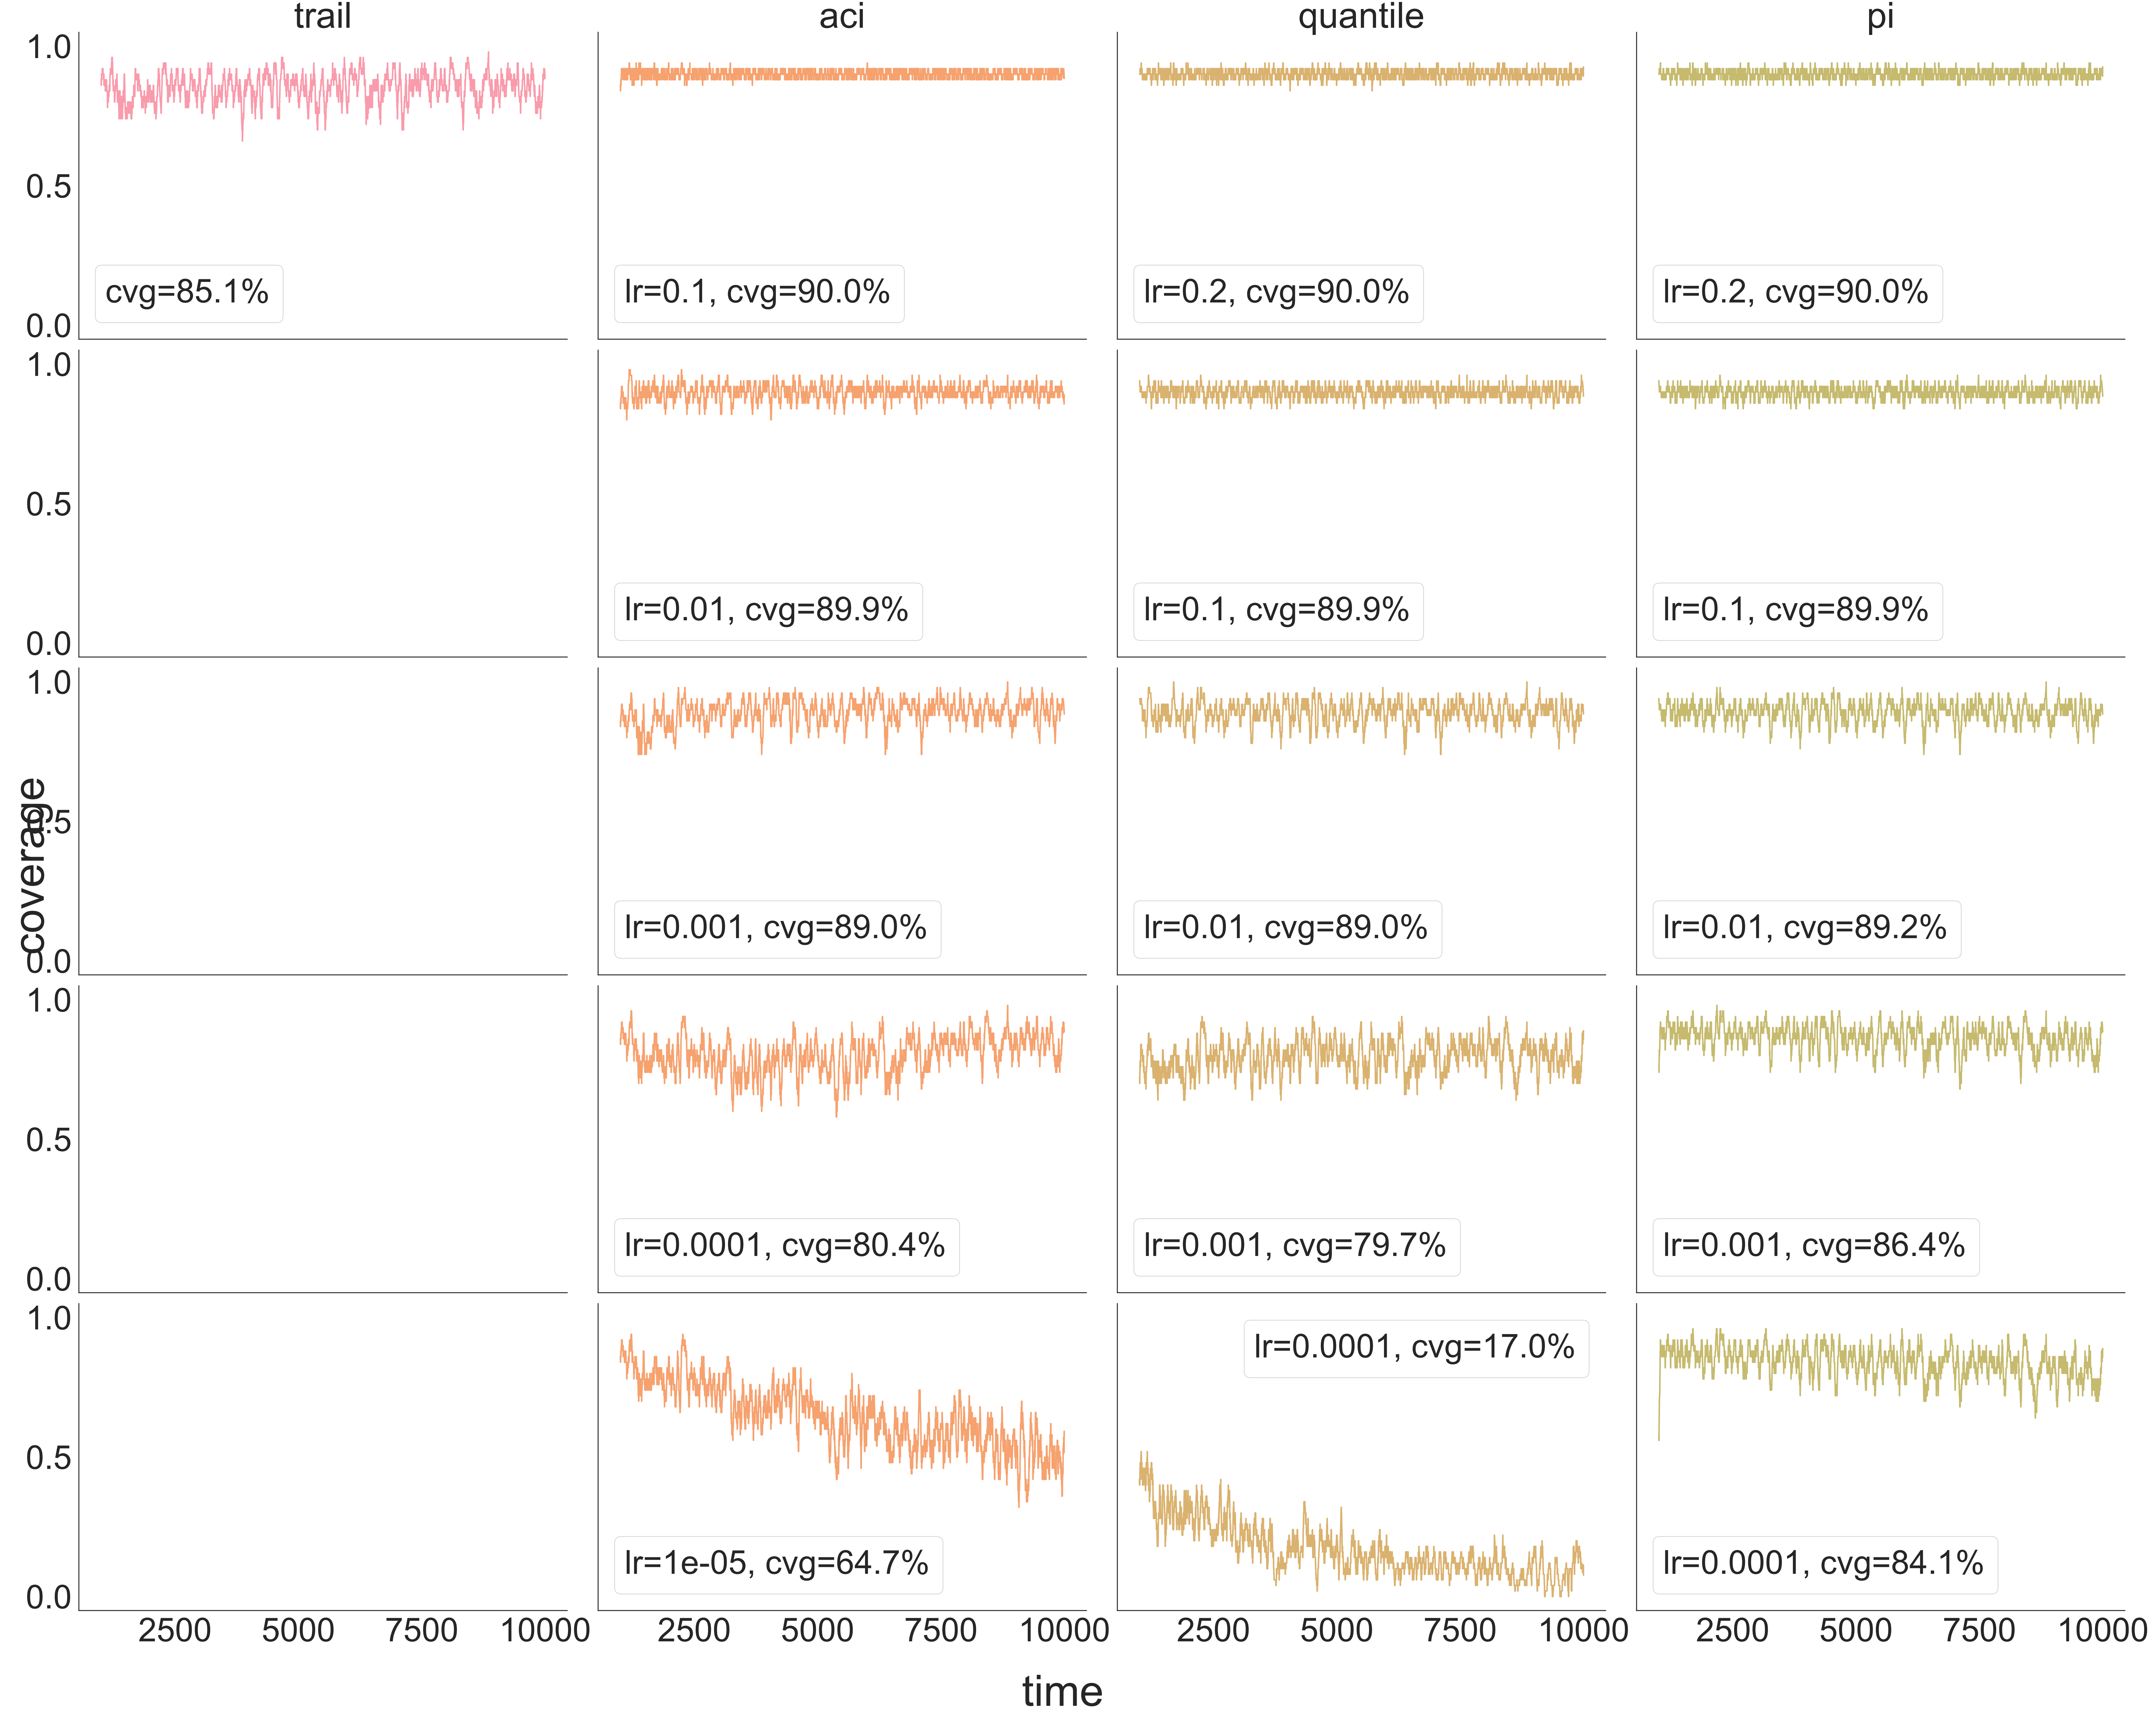 trail aci quantile pi
1.0
0.5
0.0
cvg=85.1%
lr=0.1, cvg=90.0%
lr=0.2, cvg=90.0%
lr=0.2, cvg=90.0%
1.0
0.5
0.0
lr=0.01, cvg=89.9%
lr=0.1, cvg=89.9%
lr=0.1, cvg=89.9%
1.0
0.5
0.0
coverage
lr=0.001, cvg=89.0%
lr=0.01, cvg=89.0%
lr=0.01, cvg=89.2%
1.0
0.5
0.0
lr=0.0001, cvg=80.4%
lr=0.001, cvg=79.7%
lr=0.001, cvg=86.4%
1.0
0.5
0.0
lr=1e-05, cvg=64.7%
lr=0.0001, cvg=17.0%
lr=0.0001, cvg=84.1%
2500 5000 7500 10000 2500 5000 7500 10000 2500 5000 7500 10000 2500 5000 7500 10000
time